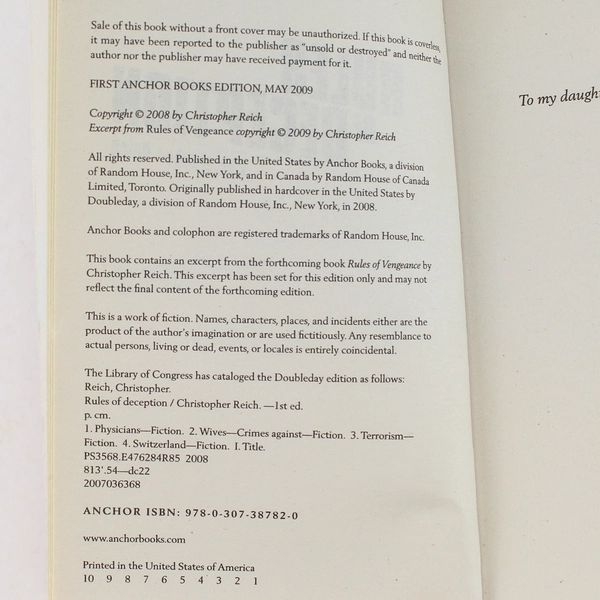 Sale of this book without a front cover may be unauthorized. If this book is coverless,
it may have been reported to the publisher as "unsold or destroyed" and neither the
author nor the publisher may have received payment for it.
FIRST ANCHOR BOOKS EDITION, MAY 2009
Copyright © 2008 by Christopher Reich
Excerpt from Rules of Vengeance copyright © 2009 by Christopher Reich
All rights reserved. Published in the United States by Anchor Books, a division
of Random House, Inc., New York, and in Canada by Random House of Canada
Limited, Toronto. Originally published in hardcover in the United States by
Doubleday, a division of Random House, Inc., New York, in 2008.
Anchor Books and colophon are registered trademarks of Random House, Inc.
This book contains an excerpt from the forthcoming book Rules of Vengeance by
Christopher Reich. This excerpt has been set for this edition only and may not
reflect the final content of the forthcoming edition.
This is a work of fiction. Names, characters, places, and incidents either are the
product of the author's imagination or are used fictitiously. Any resemblance to
actual persons, living or dead, events, or locales is entirely coincidental.
The Library of Congress has cataloged the Doubleday edition as follows:
Reich, Christopher.
Rules of deception / Christopher Reich. —1st ed.
p. cm.
1. Physicians—Fiction. 2. Wives—Crimes against—Fiction. 3. Terrorism—
Fiction. 4. Switzerland—Fiction. I. Title.
PS3568.E476284R85 2008
813'.54—dc22
2007036368
ANCHOR ISBN: 978-0-307-38782-0
www.anchorbooks.com
Printed in the United States of America
10 9 8 7 6 5 4 3 2 1
To my daugh